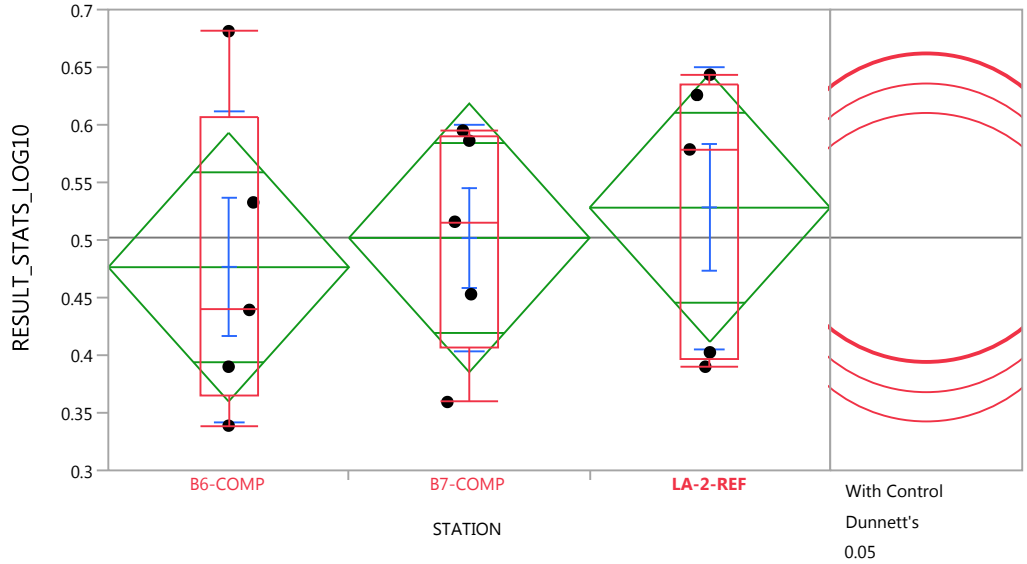 RESULT_STATS_LOG10
0.7
0.65
0.6
0.55
0.5
0.45
0.4
0.35
0.3
B6-COMP
B7-COMP
LA-2-REF
STATION
With Control
Dunnett's
0.05